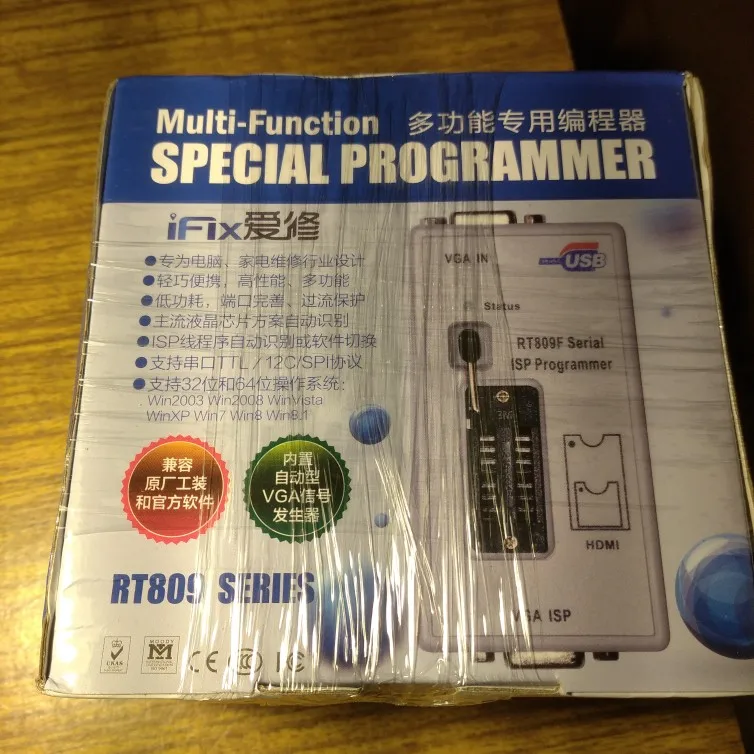 Multi-Function 多功能专用编程器
SPECIAL PROGRAMMER
iFix爱修
●专为电脑、家电维修行业设计
●轻巧便携，高性能、多功能
●低功耗，端口完善、过流保护
●主流液晶芯片方案自动识别
●ISP线程序自动识别或软件切换
●支持串口TTL／12C/SPI协议
●支持32位和64位操作系统：
Win2003 Win2008 WinVista
WinXP Win7 Win8 Win8.1
兼容
原厂工装
和官方软件
内置
自动型
VGA信号
发生器
RT809 SERIES
VGA IN
USB
Status
RT809F Serial
ISP Programmer
3M
HDMI
VGA ISP
UKAS
MOODY
CE
FC